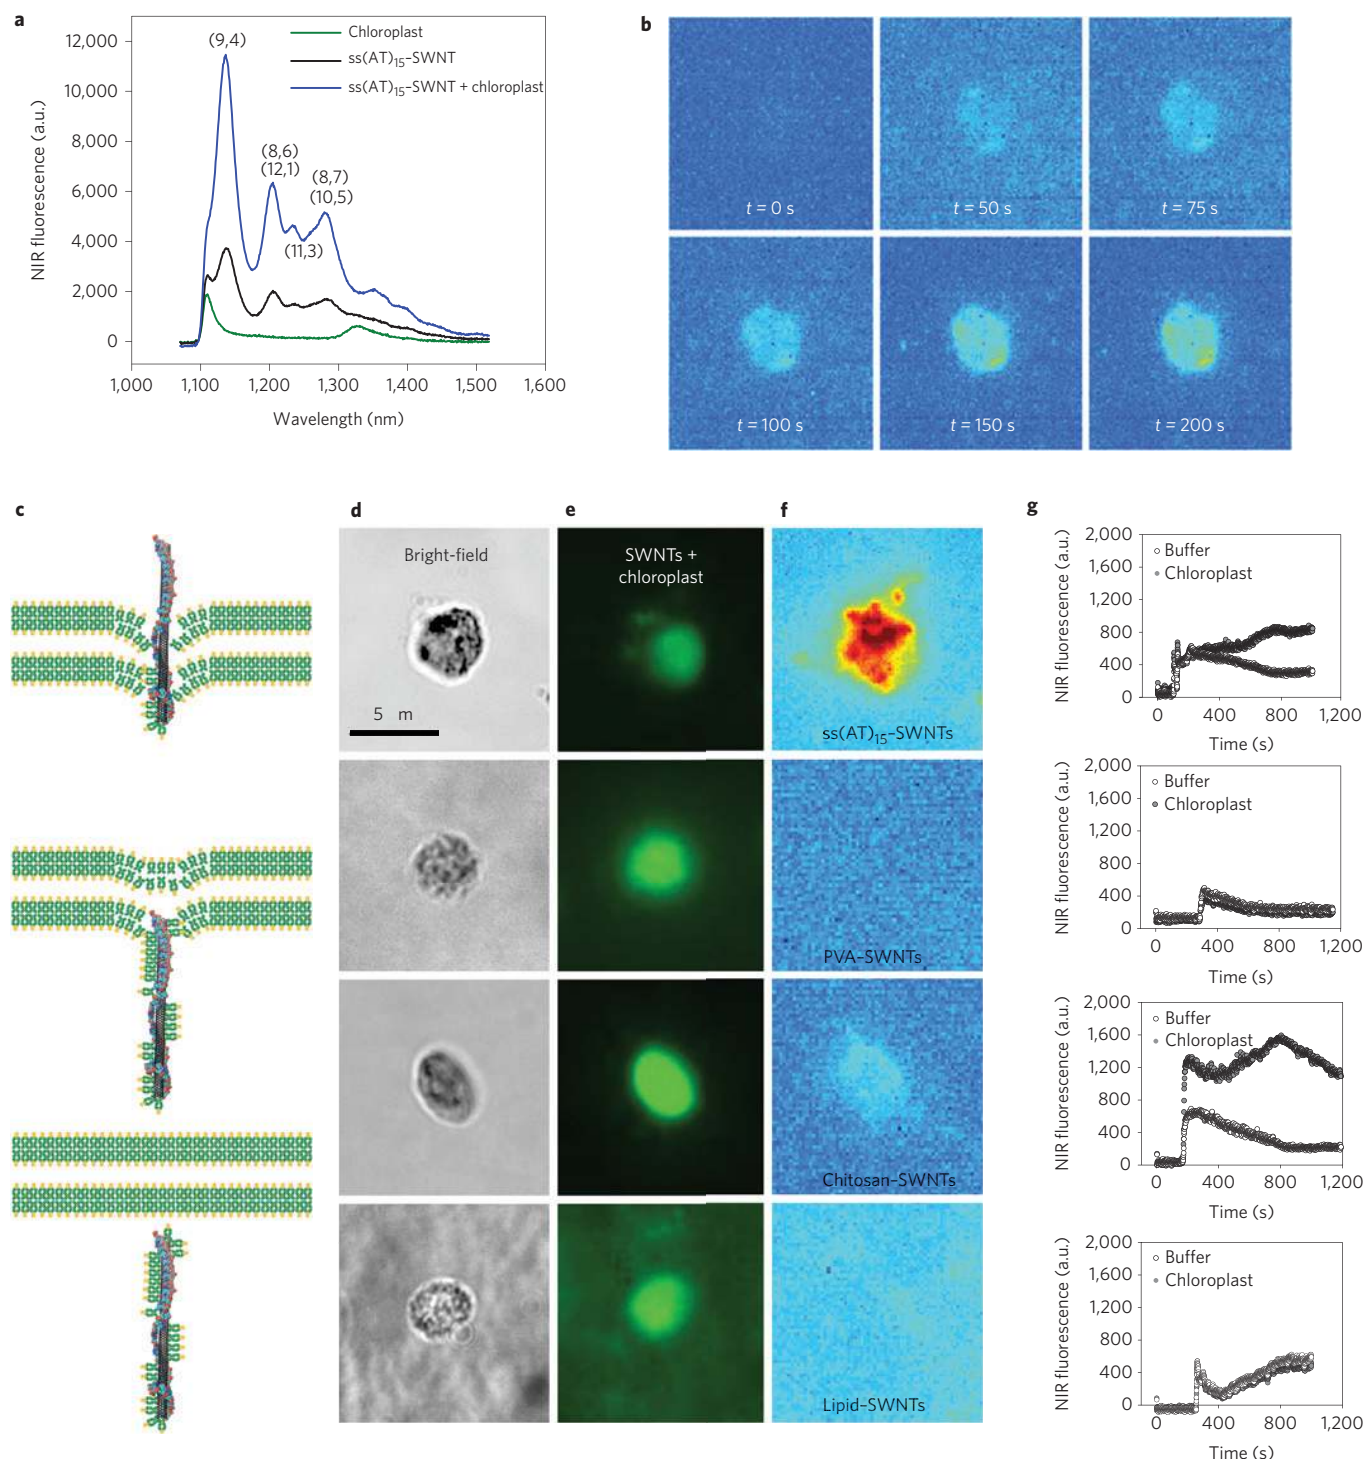 a
12,000
10,000
8,000
6,000
4,000
2,000
0
NIR fluorescence (a.u.)
(9,4)
(8,6)
(12,1)
(8,7)
(10,5)
(11,3)
Chloroplast
ss(AT)15–SWNT
ss(AT)15–SWNT + chloroplast
1,000 1,100 1,200 1,300 1,400 1,500 1,600
Wavelength (nm)
b
t = 0 s
t = 50 s
t = 75 s
t = 100 s
t = 150 s
t = 200 s
c
d
Bright-field
5 m
e
SWNTs +
chloroplast
f
ss(AT)15–SWNTs
PVA–SWNTs
Chitosan–SWNTs
Lipid–SWNTs
g
2,000
1,600
1,200
800
400
0
NIR fluorescence (a.u.)
Buffer
Chloroplast
0 400 800 1,200
Time (s)
2,000
1,600
1,200
800
400
0
NIR fluorescence (a.u.)
Buffer
Chloroplast
0 400 800 1,200
Time (s)
2,000
1,600
1,200
800
400
0
NIR fluorescence (a.u.)
Buffer
Chloroplast
0 400 800 1,200
Time (s)
2,000
1,600
1,200
800
400
0
NIR fluorescence (a.u.)
Buffer
Chloroplast
0 400 800 1,200
Time (s)